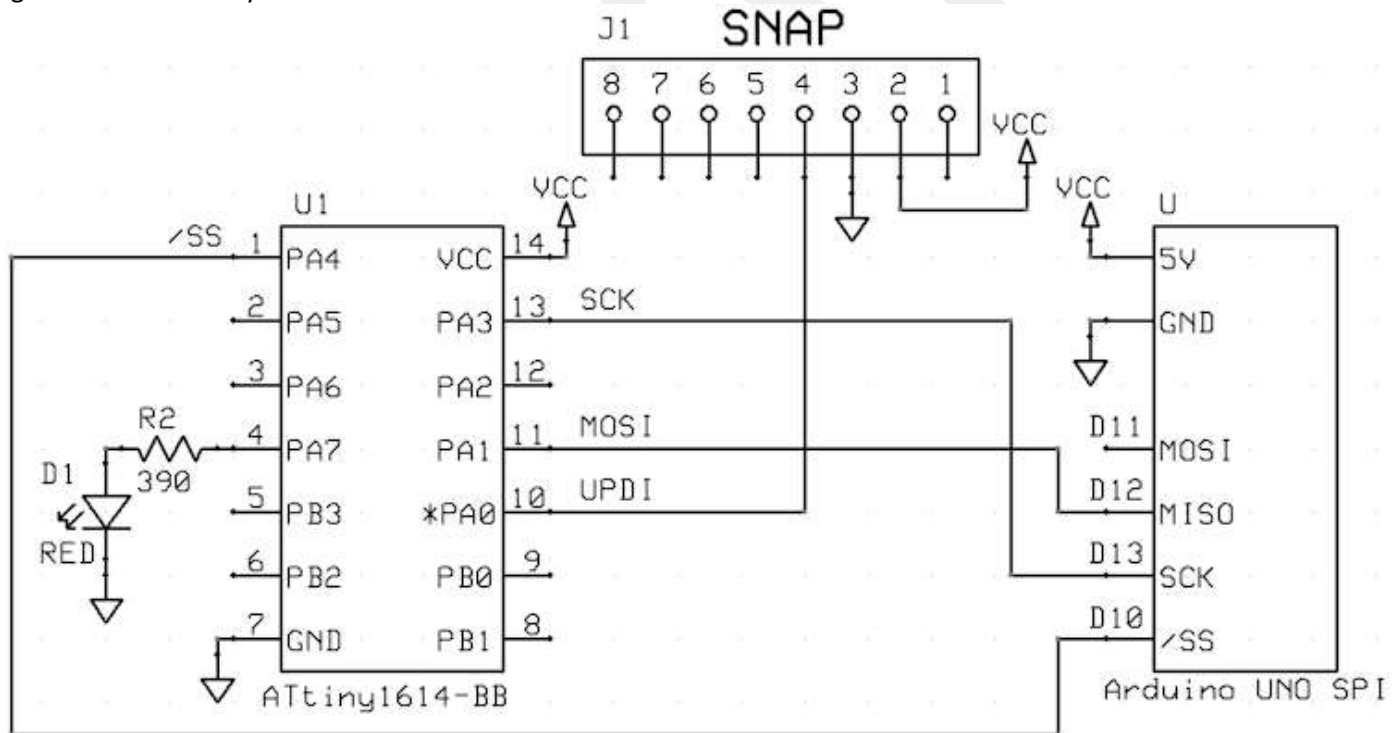 J1 SNAP
8 7 6 5 4 3 2 1
VCC
VCC
VCC
U1
U
/SS 1 PA4 VCC 14
5V
SCK
2 PA5 PA3 13
GND
3 PA6 PA2 12
R2
390
4 PA7 PA1 11 MOSI
D11 MOSI
D1
RED
5 PB3 *PA0 10 UPDI
D12 MISO
6 PB2 PB0 9
D13 SCK
7 GND PB1 8
D10 /SS
ATtiny1614-BB
Arduino UNO SPI